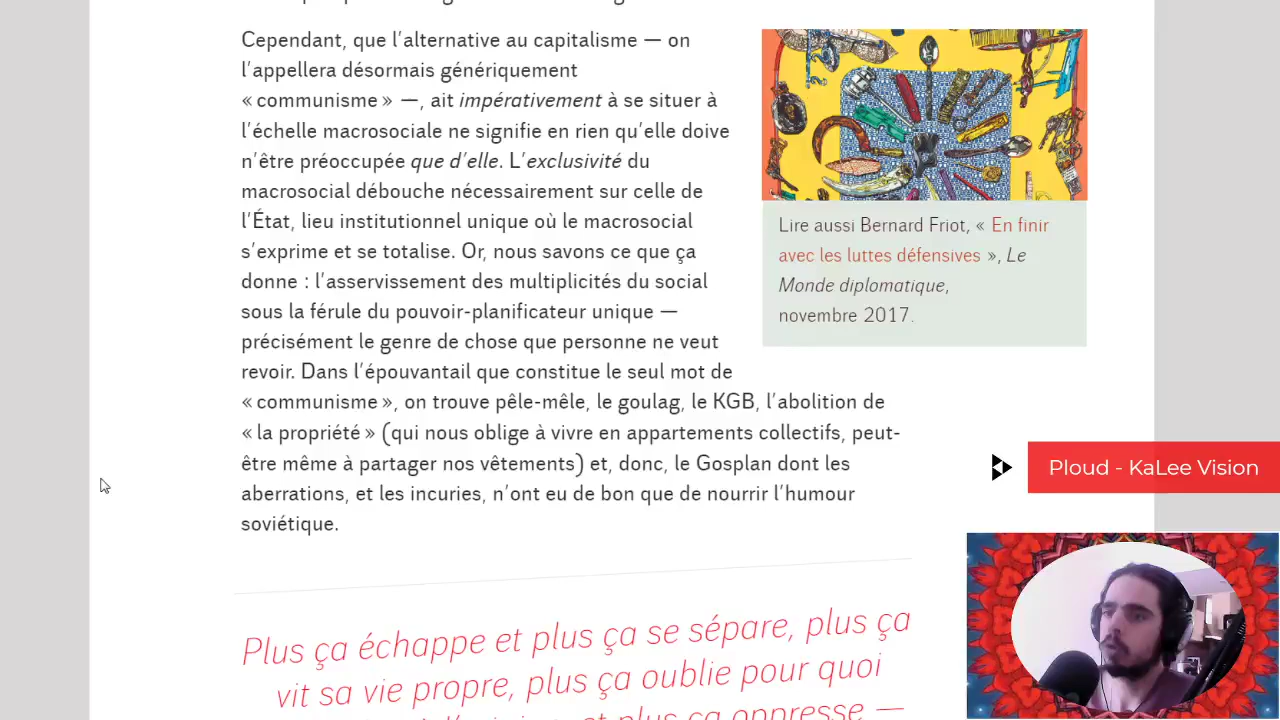 Cependant, que l'alternative au capitalisme — on
l'appellera désormais génériquement
« communisme » —, ait impérativement à se situer à
l'échelle macrosociale ne signifie en rien qu'elle doive
n'être préoccupée que d'elle. L'exclusivité du
macrosocial débouche nécessairement sur celle de
l'État, lieu institutionnel unique où le macrosocial
s'exprime et se totalise. Or, nous savons ce que ça
donne : l'asservissement des multiplicités du social
sous la férule du pouvoir-planificateur unique —
précisément le genre de chose que personne ne veut
revoir. Dans l'épouvantail que constitue le seul mot de
« communisme », on trouve pêle-mêle, le goulag, le KGB, l'abolition de
« la propriété » (qui nous oblige à vivre en appartements collectifs, peut-
être même à partager nos vêtements) et, donc, le Gosplan dont les
aberrations, et les incuries, n'ont eu de bon que de nourrir l'humour
soviétique.
Lire aussi Bernard Friot, « En finir
avec les luttes défensives », Le
Monde diplomatique,
novembre 2017.
Ploud - KaLee Vision
Plus ça échappe et plus ça se sépare, plus ça
vit sa vie propre, plus ça oublie pour quoi
et plus ça oppresse —